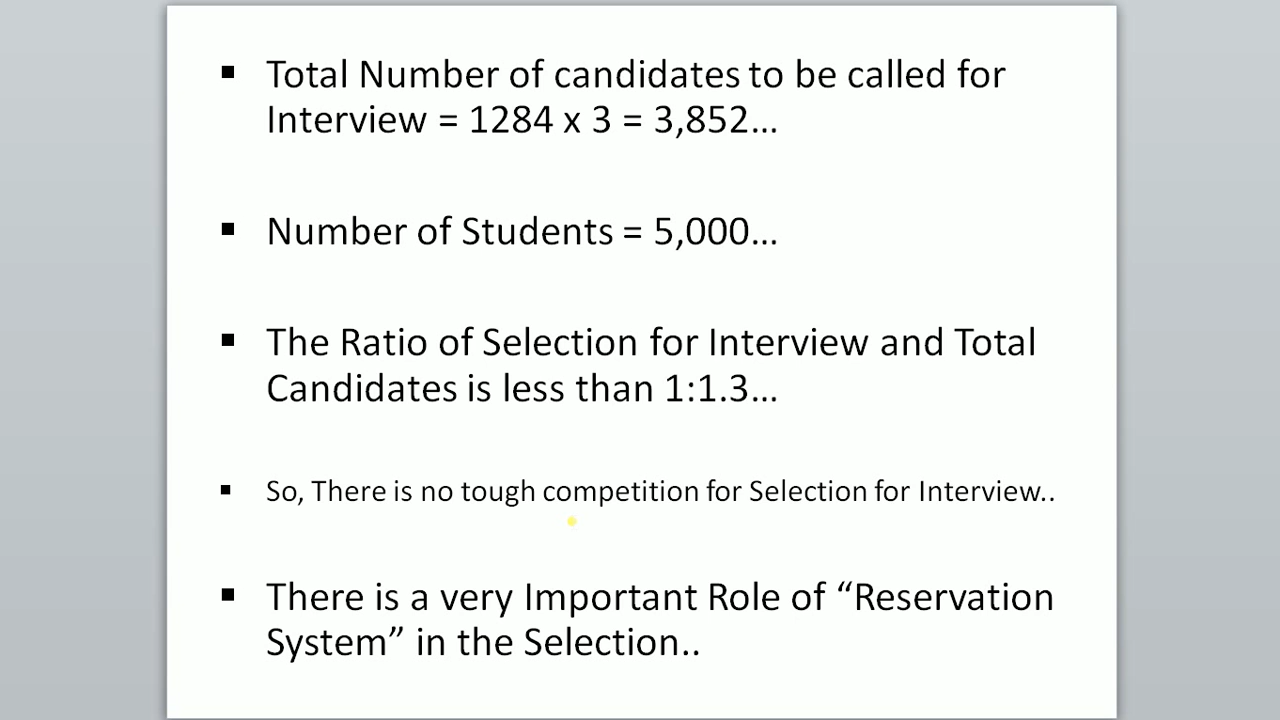 ▪ Total Number of candidates to be called for
Interview = 1284 x 3 = 3,852...
▪ Number of Students = 5,000...
▪ The Ratio of Selection for Interview and Total
Candidates is less than 1:1.3...
▪ So, There is no tough competition for Selection for Interview..
▪ There is a very Important Role of “Reservation
System” in the Selection..